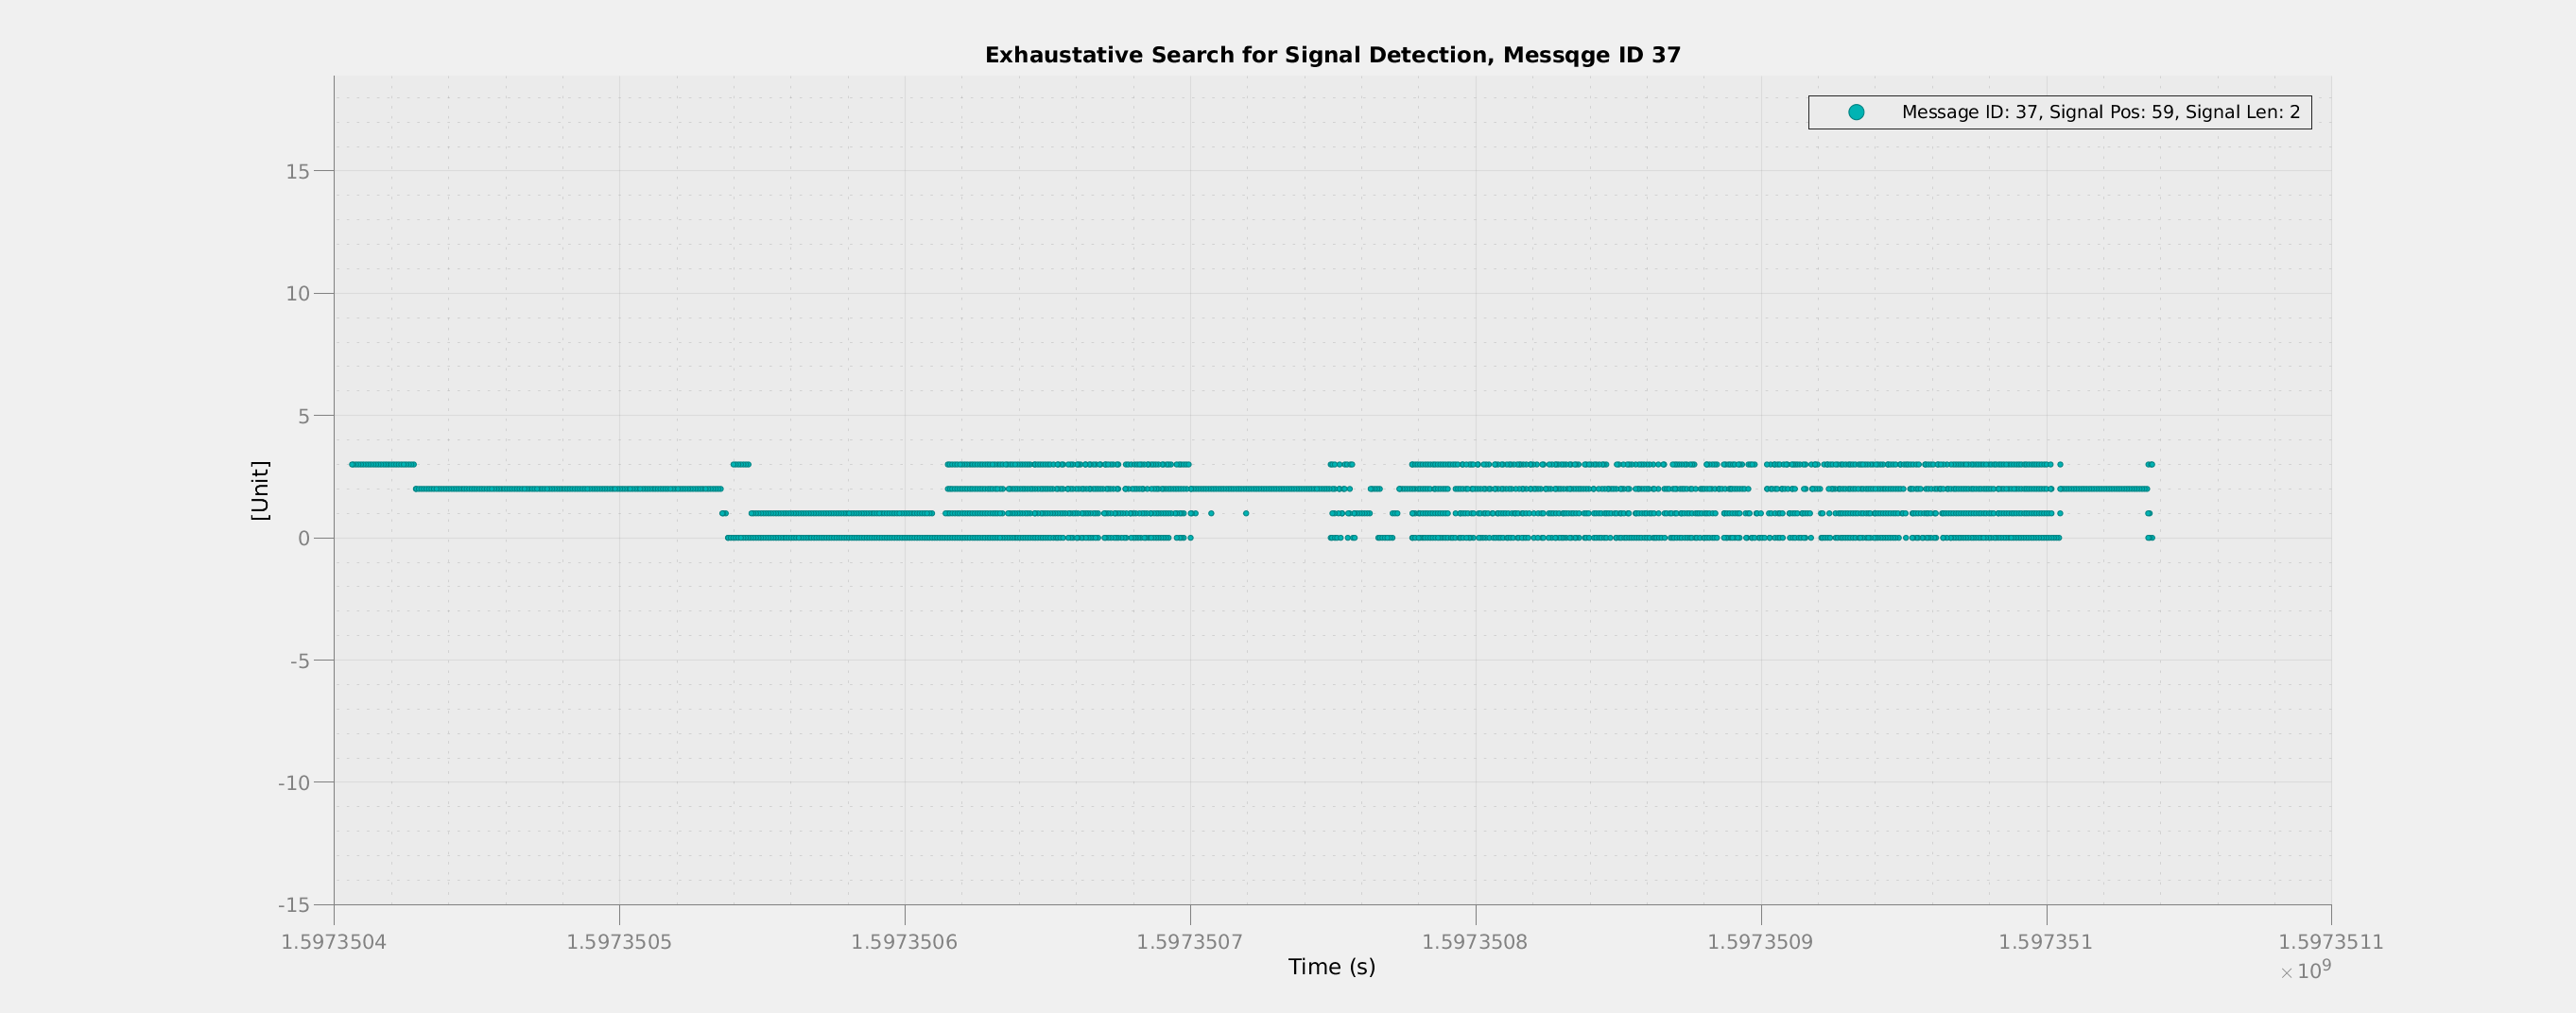 Exhaustative Search for Signal Detection, Messqge ID 37
Message ID: 37, Signal Pos: 59, Signal Len: 2
15
10
5
0
-5
-10
-15
[Unit]
1.5973504 1.5973505 1.5973506 1.5973507 1.5973508 1.5973509 1.597351 1.5973511
Time (s)
× 10⁹